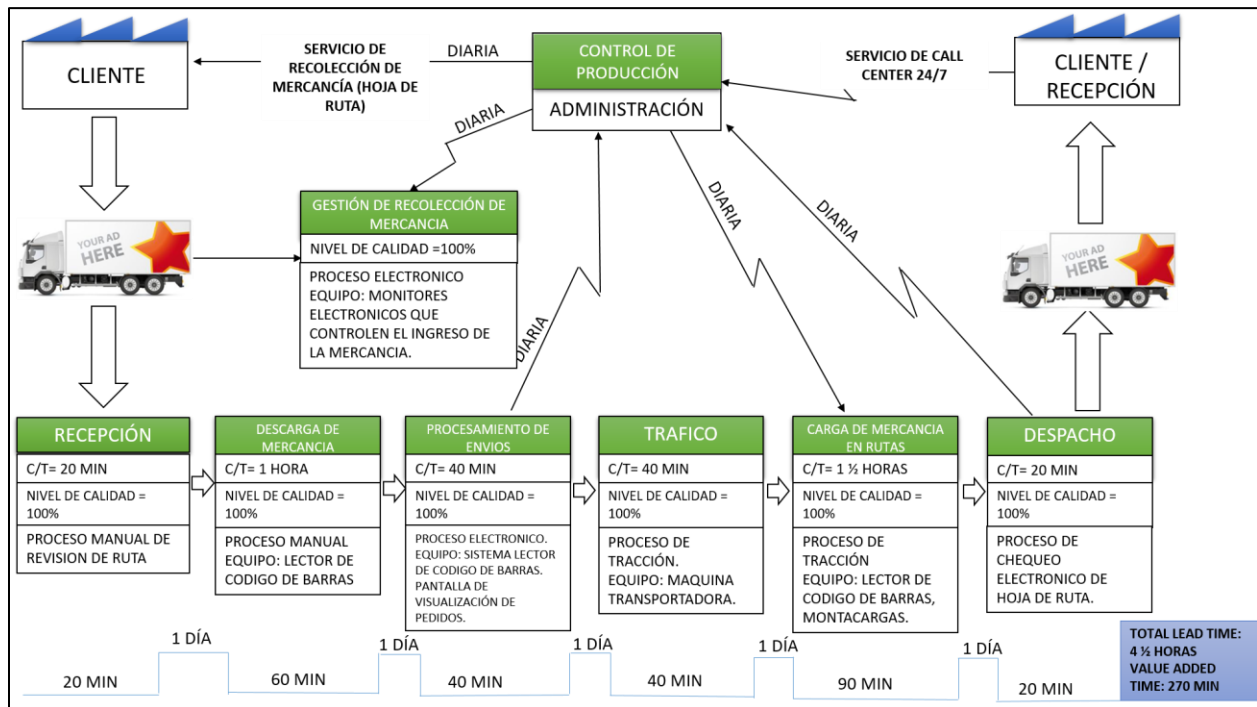 CLIENTE
SERVICIO DE
RECOLECCIÓN DE
MERCANCÍA (HOJA DE
RUTA)
DIARIA
CONTROL DE
PRODUCCIÓN
ADMINISTRACIÓN
SERVICIO DE CALL
CENTER 24/7
CLIENTE /
RECEPCIÓN
DIARIA
DIARIA
DIARIA
DIARIA
YOUR AD
HERE
GESTIÓN DE RECOLECCIÓN DE
MERCANCIA
NIVEL DE CALIDAD =100%
PROCESO ELECTRONICO
EQUIPO: MONITORES
ELECTRONICOS QUE
CONTROLEN EL INGRESO DE
LA MERCANCIA.
YOUR AD
HERE
RECEPCIÓN
C/T= 20 MIN
NIVEL DE CALIDAD =
100%
PROCESO MANUAL DE
REVISION DE RUTA
DESCARGA DE
MERCANCIA
C/T= 1 HORA
NIVEL DE CALIDAD =
100%
PROCESO MANUAL
EQUIPO: LECTOR DE
CODIGO DE BARRAS
PROCESAMIENTO DE
ENVIOS
C/T= 40 MIN
NIVEL DE CALIDAD =
100%
PROCESO ELECTRONICO.
EQUIPO: SISTEMA LECTOR
DE CODIGO DE BARRAS.
PANTALLA DE
VISUALIZACIÓN DE
PEDIDOS.
TRAFICO
C/T= 40 MIN
NIVEL DE CALIDAD =
100%
PROCESO DE
TRACCIÓN.
EQUIPO: MAQUINA
TRANSPORTADORA.
CARGA DE MERCANCIA
EN RUTAS
C/T= 1 ½ HORAS
NIVEL DE CALIDAD =
100%
PROCESO DE
TRACCIÓN
EQUIPO: LECTOR DE
CODIGO DE BARRAS,
MONTACARGAS.
DESPACHO
C/T= 20 MIN
NIVEL DE CALIDAD =
100%
PROCESO DE
CHEQUEO
ELECTRONICO DE
HOJA DE RUTA.
1 DÍA
1 DÍA
1 DÍA
1 DÍA
1 DÍA
20 MIN
60 MIN
40 MIN
40 MIN
90 MIN
20 MIN
TOTAL LEAD TIME:
4 ½ HORAS
VALUE ADDED
TIME: 270 MIN